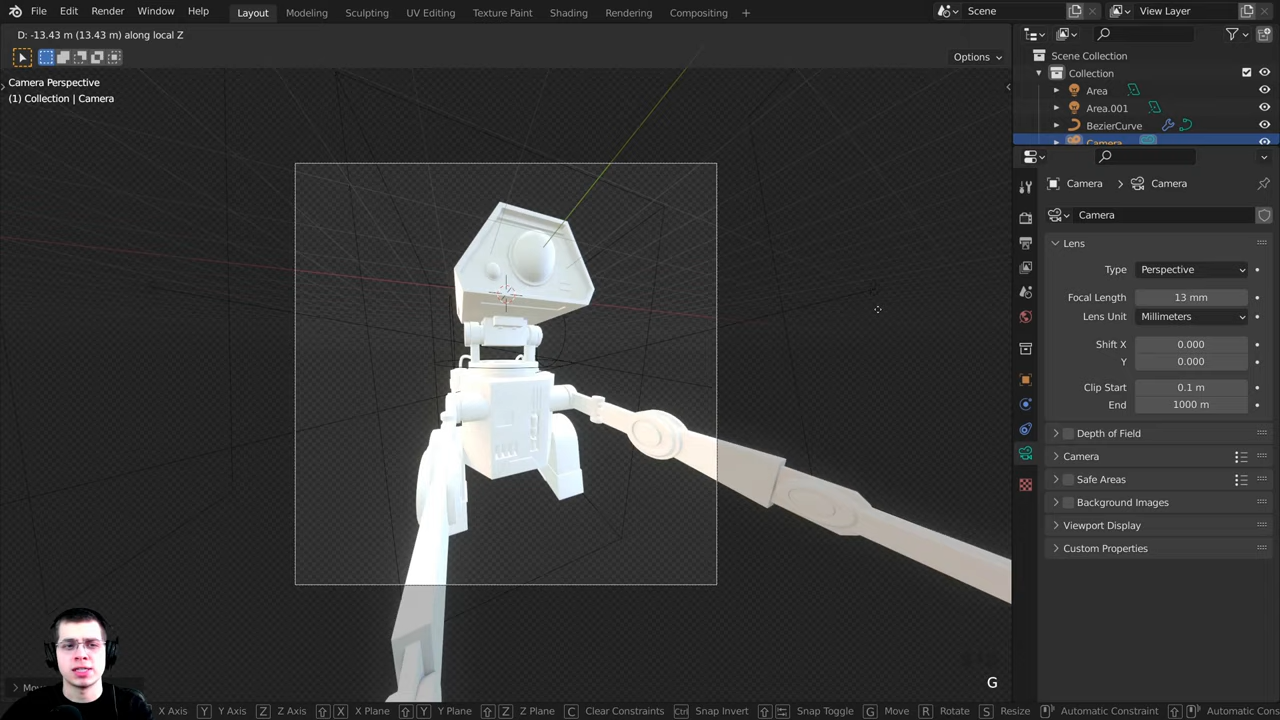 File Edit Render Window Help Layout Modeling Sculpting UV Editing Texture Paint Shading Rendering Compositing + Scene View Layer
D: -13.43 m (13.43 m) along local Z
Options
Camera Perspective
(1) Collection | Camera
Scene Collection
Collection
Area
Area.001
BezierCurve
Camera
Camera > Camera
Camera
Lens
Type Perspective
Focal Length 13 mm
Lens Unit Millimeters
Shift X 0.000
Y 0.000
Clip Start 0.1 m
End 1000 m
Depth of Field
Camera
Safe Areas
Background Images
Viewport Display
Custom Properties
G
X Axis Y Y Axis Z Z Axis X X Plane Y Y Plane Z Z Plane C Clear Constraints Ctrl Snap Invert Snap Toggle G Move R Rotate S Resize Automatic Constraint Automatic Cons